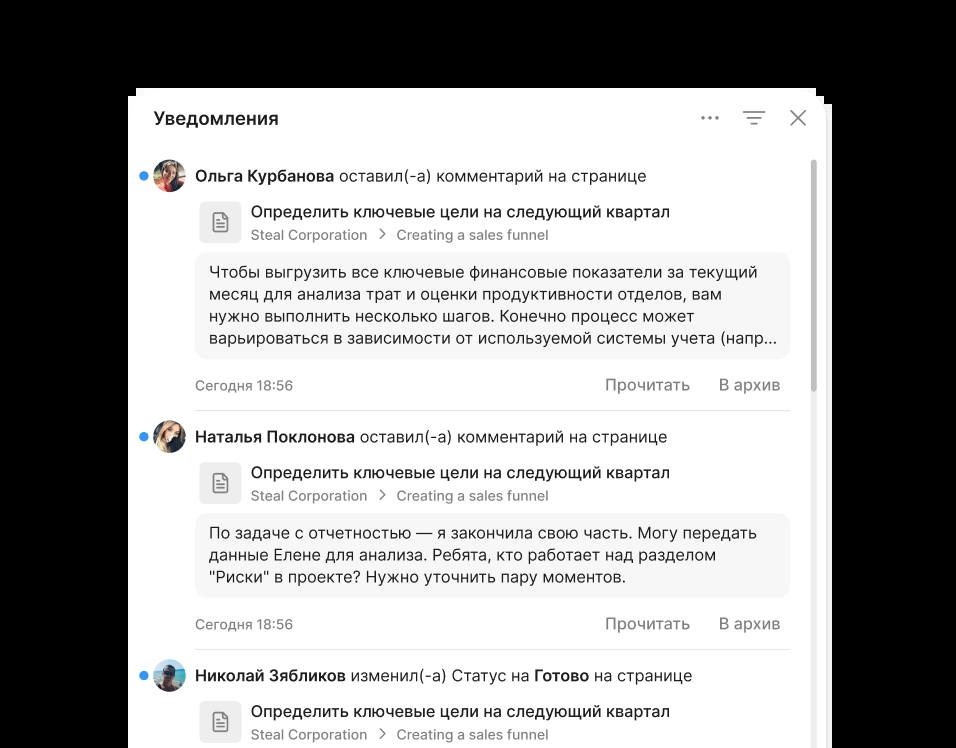 Уведомления
Ольга Курбанова оставил(-а) комментарий на странице
Определить ключевые цели на следующий квартал
Steal Corporation > Creating a sales funnel
Чтобы выгрузить все ключевые финансовые показатели за текущий
месяц для анализа трат и оценки продуктивности отделов, вам
нужно выполнить несколько шагов. Конечно процесс может
варьироваться в зависимости от используемой системы учета (напр...
Сегодня 18:56 Прочитать В архив
Наталья Поклонова оставил(-а) комментарий на странице
Определить ключевые цели на следующий квартал
Steal Corporation > Creating a sales funnel
По задаче с отчетностью — я закончила свою часть. Могу передать
данные Елене для анализа. Ребята, кто работает над разделом
"Риски" в проекте? Нужно уточнить пару моментов.
Сегодня 18:56 Прочитать В архив
Николай Зябликов изменил(-а) Статус на Готово на странице
Определить ключевые цели на следующий квартал
Steal Corporation > Creating a sales funnel